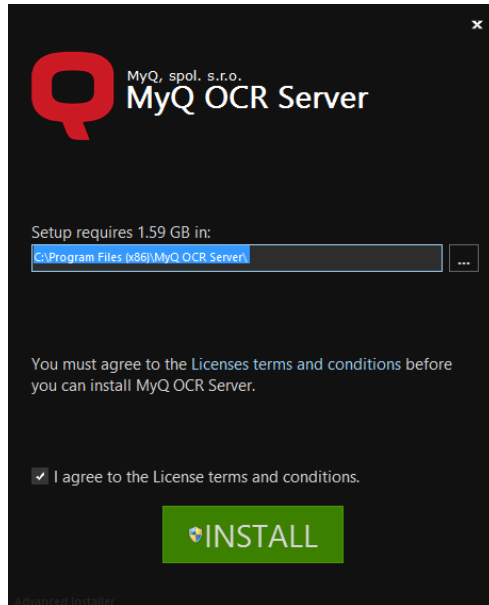 MyQ, spol. s.r.o.
MyQ OCR Server
Setup requires 1.59 GB in:
C:\Program Files (x86)\MyQ OCR Server\
...
You must agree to the Licenses terms and conditions before
you can install MyQ OCR Server.
I agree to the License terms and conditions.
INSTALL
Advanced Installer